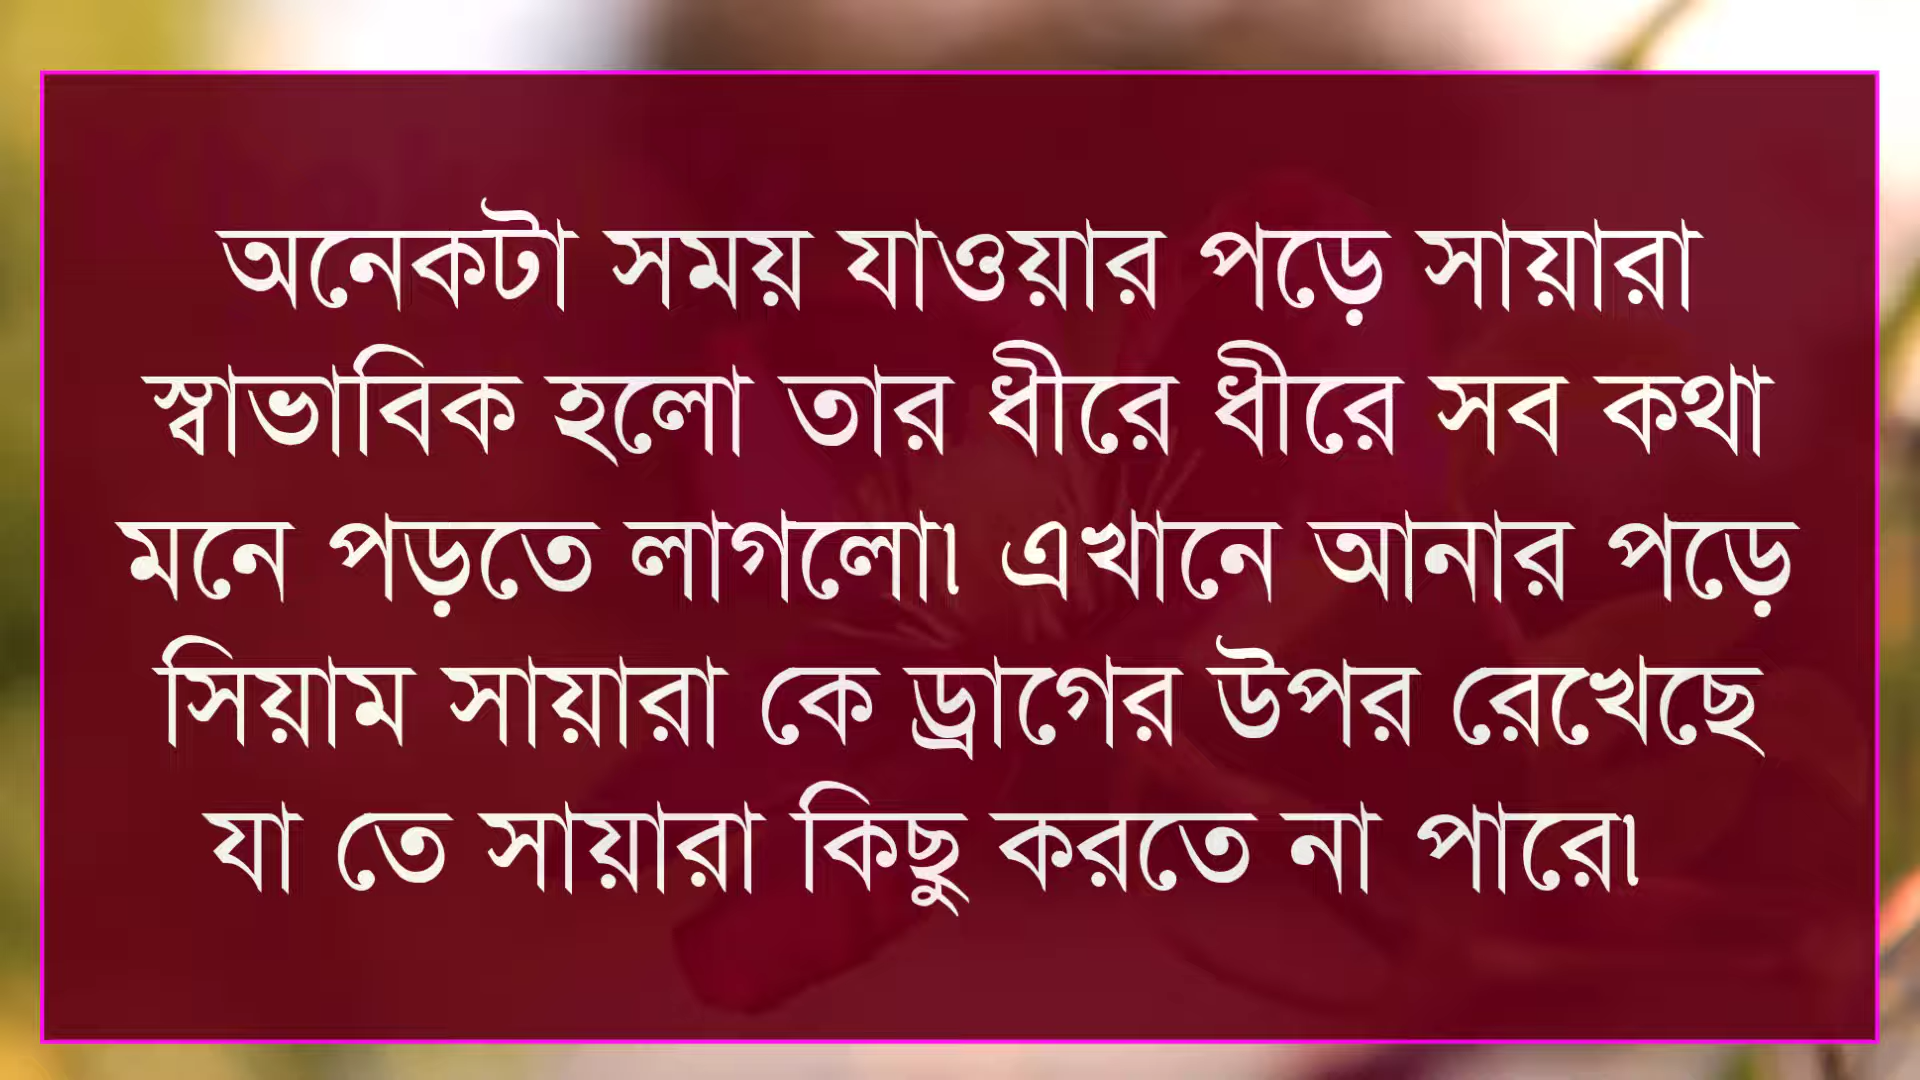 অনেকটা সময় যাওয়ার পড়ে সায়ারা
স্বাভাবিক হলো তার ধীরে ধীরে সব কথা
মনে পড়তে লাগলো৷ এখানে আনার পড়ে
সিয়াম সায়ারা কে ড্রাগের উপর রেখেছে
যা তে সায়ারা কিছু করতে না পারে৷